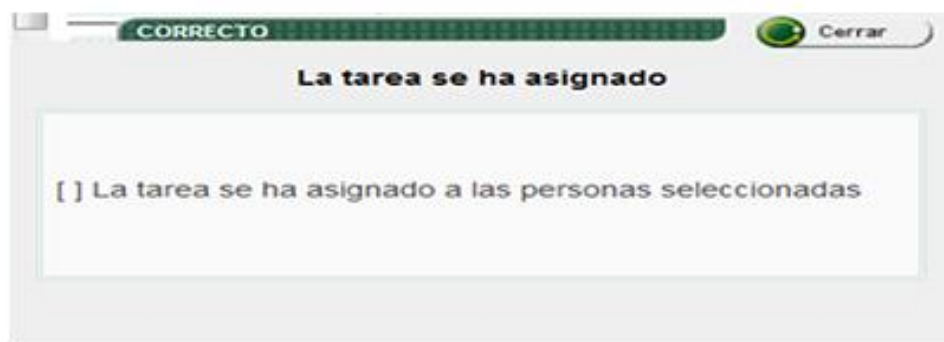 CORRECTO
Cerrar
La tarea se ha asignado
[ ] La tarea se ha asignado a las personas seleccionadas